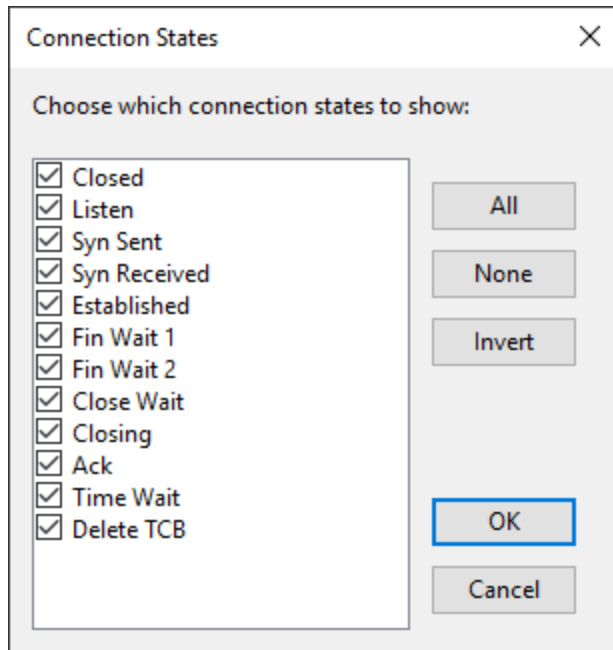 Connection States
Choose which connection states to show:
Closed
Listen
Syn Sent
Syn Received
Established
Fin Wait 1
Fin Wait 2
Close Wait
Closing
Ack
Time Wait
Delete TCB
All
None
Invert
OK
Cancel